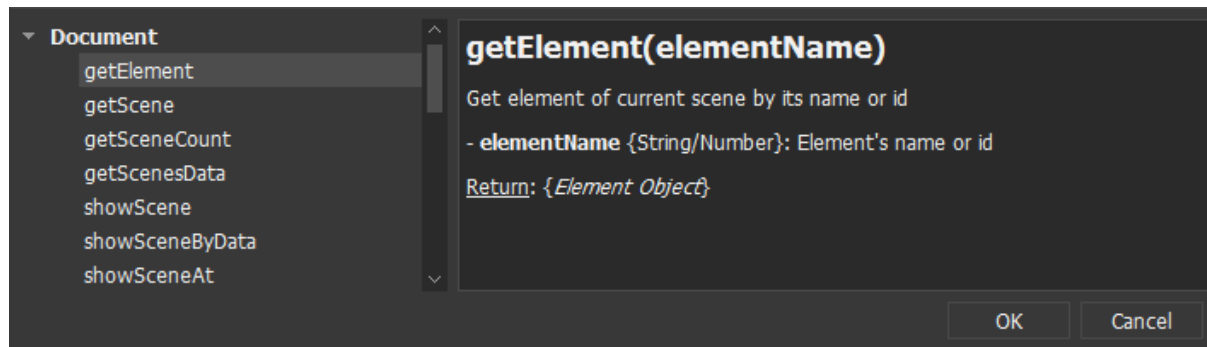 Document
getElement
getScene
getSceneCount
getScenesData
showScene
showSceneByData
showSceneAt
getElement(elementName)
Get element of current scene by its name or id
- elementName {String/Number}: Element's name or id
Return: {Element Object}
OK
Cancel